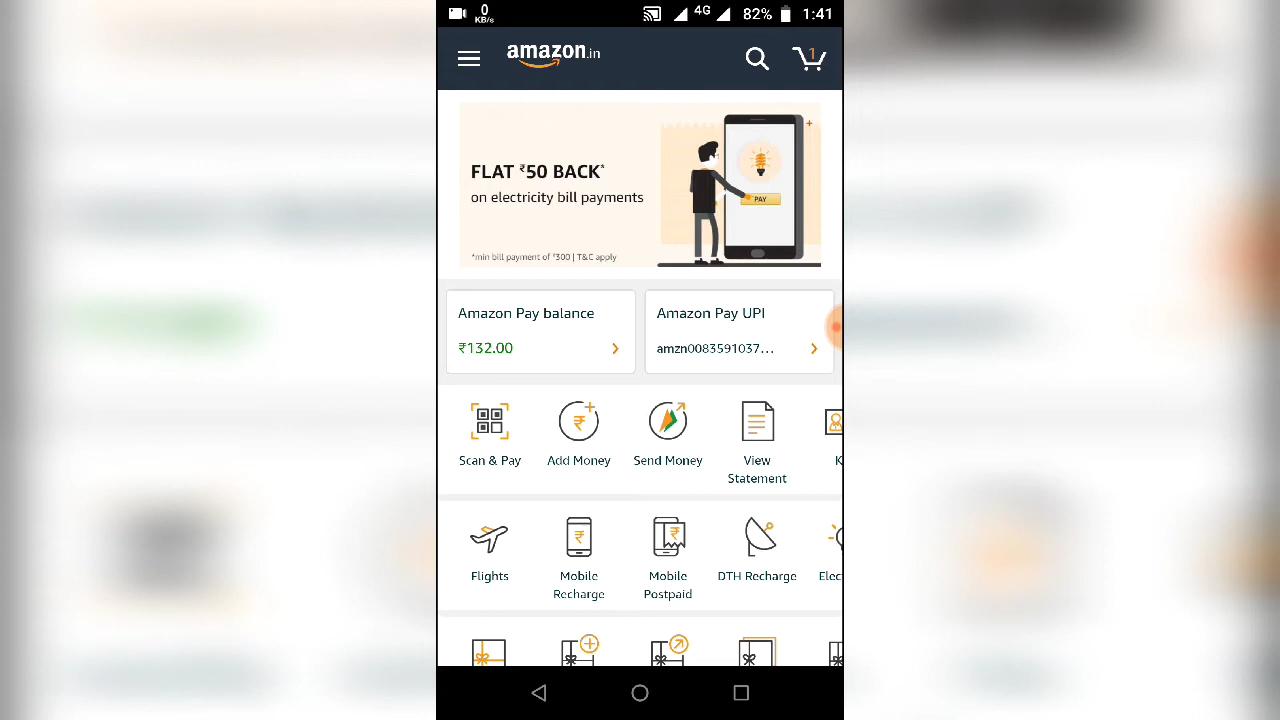 0
KB/s
4G
82%
1:41
amazon.in
1
FLAT ₹50 BACK*
on electricity bill payments
PAY
*min bill payment of ₹300 | T&C apply
Amazon Pay balance
Amazon Pay UPI
₹132.00
amzn0083591037...
Scan & Pay
Add Money
Send Money
View
Statement
K
Flights
Mobile
Recharge
Mobile
Postpaid
DTH Recharge
Elec